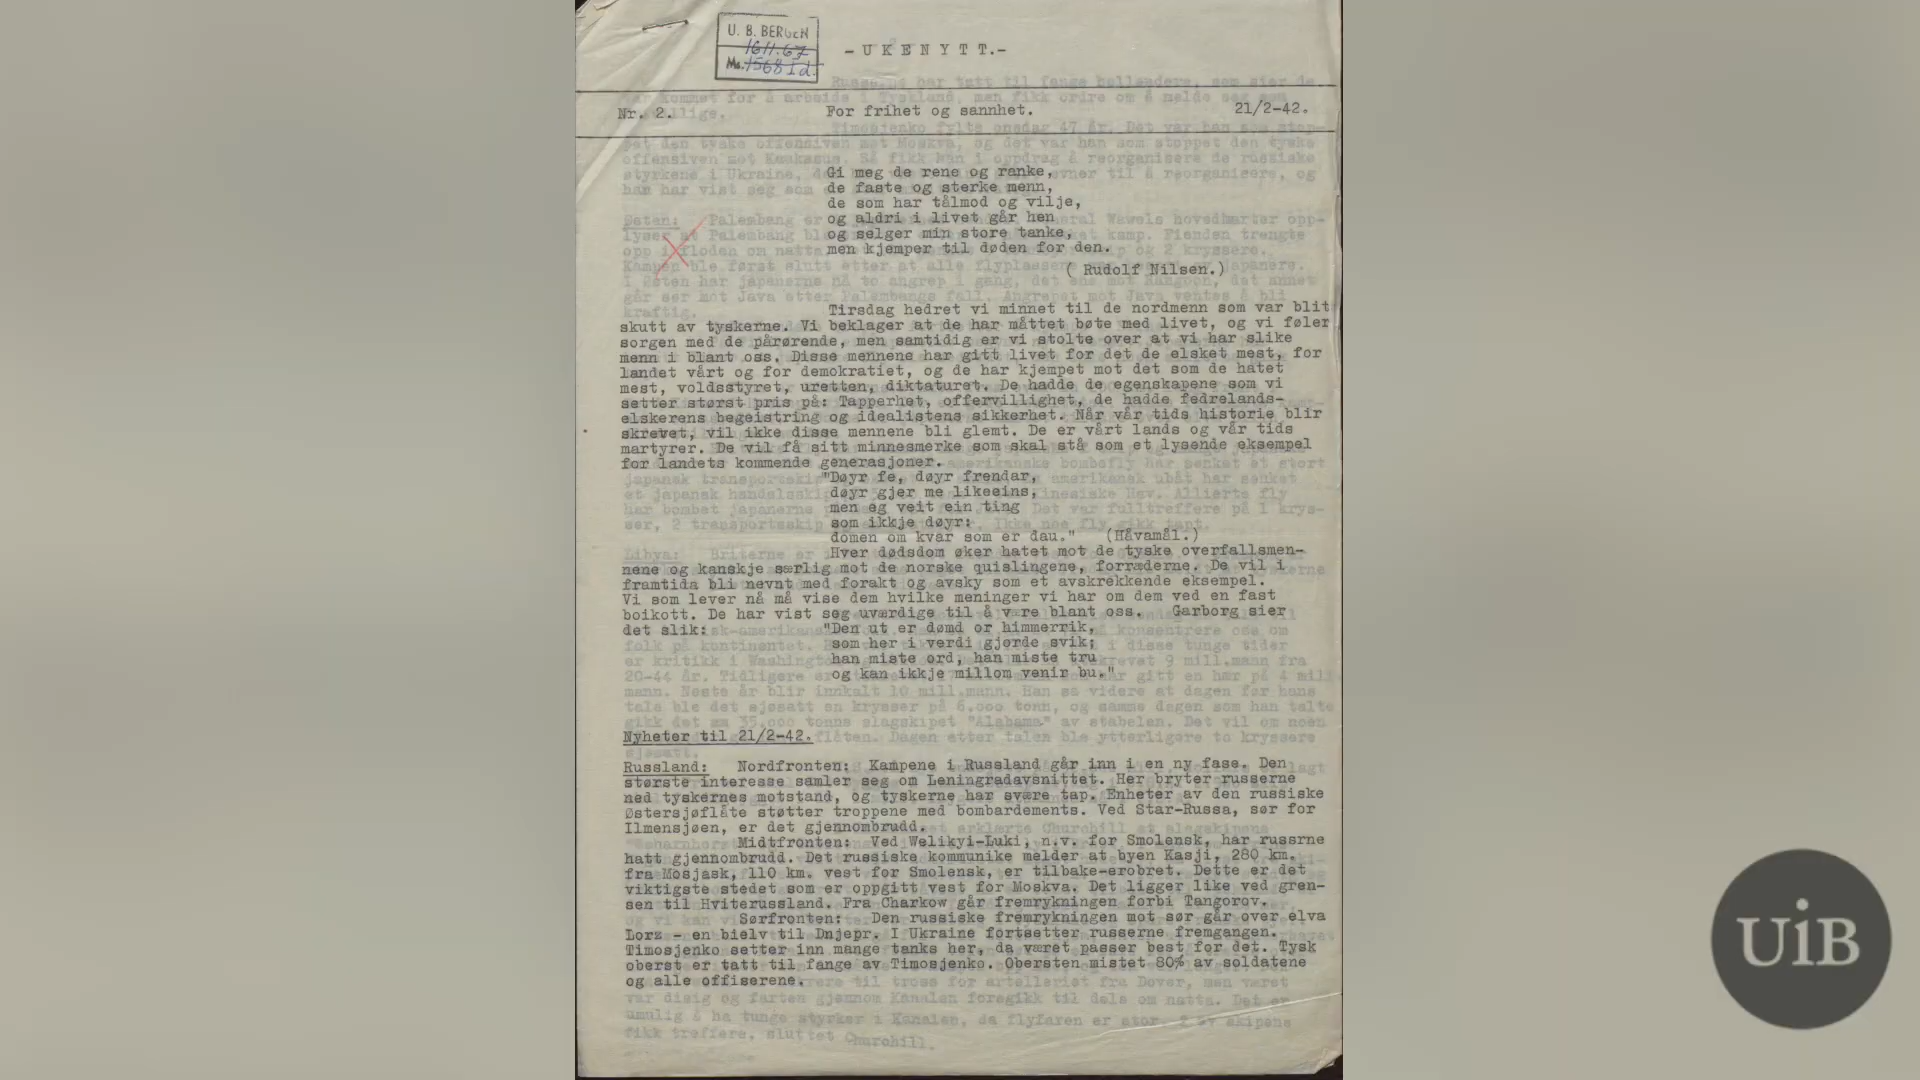 U. B. BERGEN
1611.67
Ms. 1568 I d.
- U K E N Y T T.-
Nr. 2. For frihet og sannhet. 21/2-42.
Gi meg de rene og ranke,
de faste og sterke menn,
de som har tålmod og vilje,
og aldri i livet går hen
og selger min store tanke,
men kjemper til døden for den.
( Rudolf Nilsen.)
Tirsdag hedret vi minnet til de nordmenn som var blit
skutt av tyskerne. Vi beklager at de har måttet bøte med livet, og vi føler
sorgen med de pårørende, men samtidig er vi stolte over at vi har slike
menn i blant oss. Disse mennene har gitt livet for det de elsket mest, for
landet vårt og for demokratiet, og de har kjempet mot det som de hatet
mest, voldsstyret, uretten, diktaturet. De hadde de egenskapene som vi
setter størst pris på: Tapperhet, offervillighet, de hadde fedrelands-
elskerens begeistring og idealistens sikkerhet. Når vår tids historie blir
skrevet, vil ikke disse mennene bli glemt. De er vårt lands og vår tids
martyrer. De vil få sitt minnesmerke som skal stå som et lysende eksempel
for landets kommende generasjoner.
"Døyr fe, døyr frendar,
døyr gjer me likeeins,
men eg veit ein ting
som ikkje døyr:
domen om kvar som er dau." (Håvamål.)
Hver dødsdom øker hatet mot de tyske overfallsmen-
nene og kanskje særlig mot de norske quislingene, forræderne. De vil i
framtida bli nevnt med forakt og avsky som et avskrekkende eksempel.
Vi som lever nå må vise dem hvilke meninger vi har om dem ved en fast
boikott. De har vist seg uværdige til å være blant oss. Garborg sier
det slik: "Den ut er dømd or himmerrik,
som her i verdi gjørde svik;
han miste ord, han miste tru
og kan ikkje millom venir bu."
Nyheter til 21/2-42.
Russland: Nordfronten: Kampene i Russland går inn i en ny fase. Den
største interesse samler seg om Leningradavsnittet. Her bryter russerne
ned tyskernes motstand, og tyskerne har svære tap. Enheter av den russiske
Østersjøflåte støtter troppene med bombardements. Ved Star-Russa, sør for
Ilmensjøen, er det gjennombrudd.
Midtfronten: Ved Welikyi-Luki, n.v. for Smolensk, har russrne
hatt gjennombrudd. Det russiske kommunike melder at byen Kasji, 280 km.
fra Mosjask, 110 km. vest for Smolensk, er tilbake-erobret. Dette er det
viktigste stedet som er oppgitt vest for Moskva. Det ligger like ved gren-
sen til Hviterussland. Fra Charkow går fremrykningen forbi Tangorov.
Sørfronten: Den russiske fremrykningen mot sør går over elva
Lorz - en bielv til Dnjepr. I Ukraine fortsetter russerne fremgangen.
Timosjenko setter inn mange tanks her, da været passer best for det. Tysk
oberst er tatt til fange av Timosjenko. Obersten mistet 80% av soldatene
og alle offiserene.
UiB